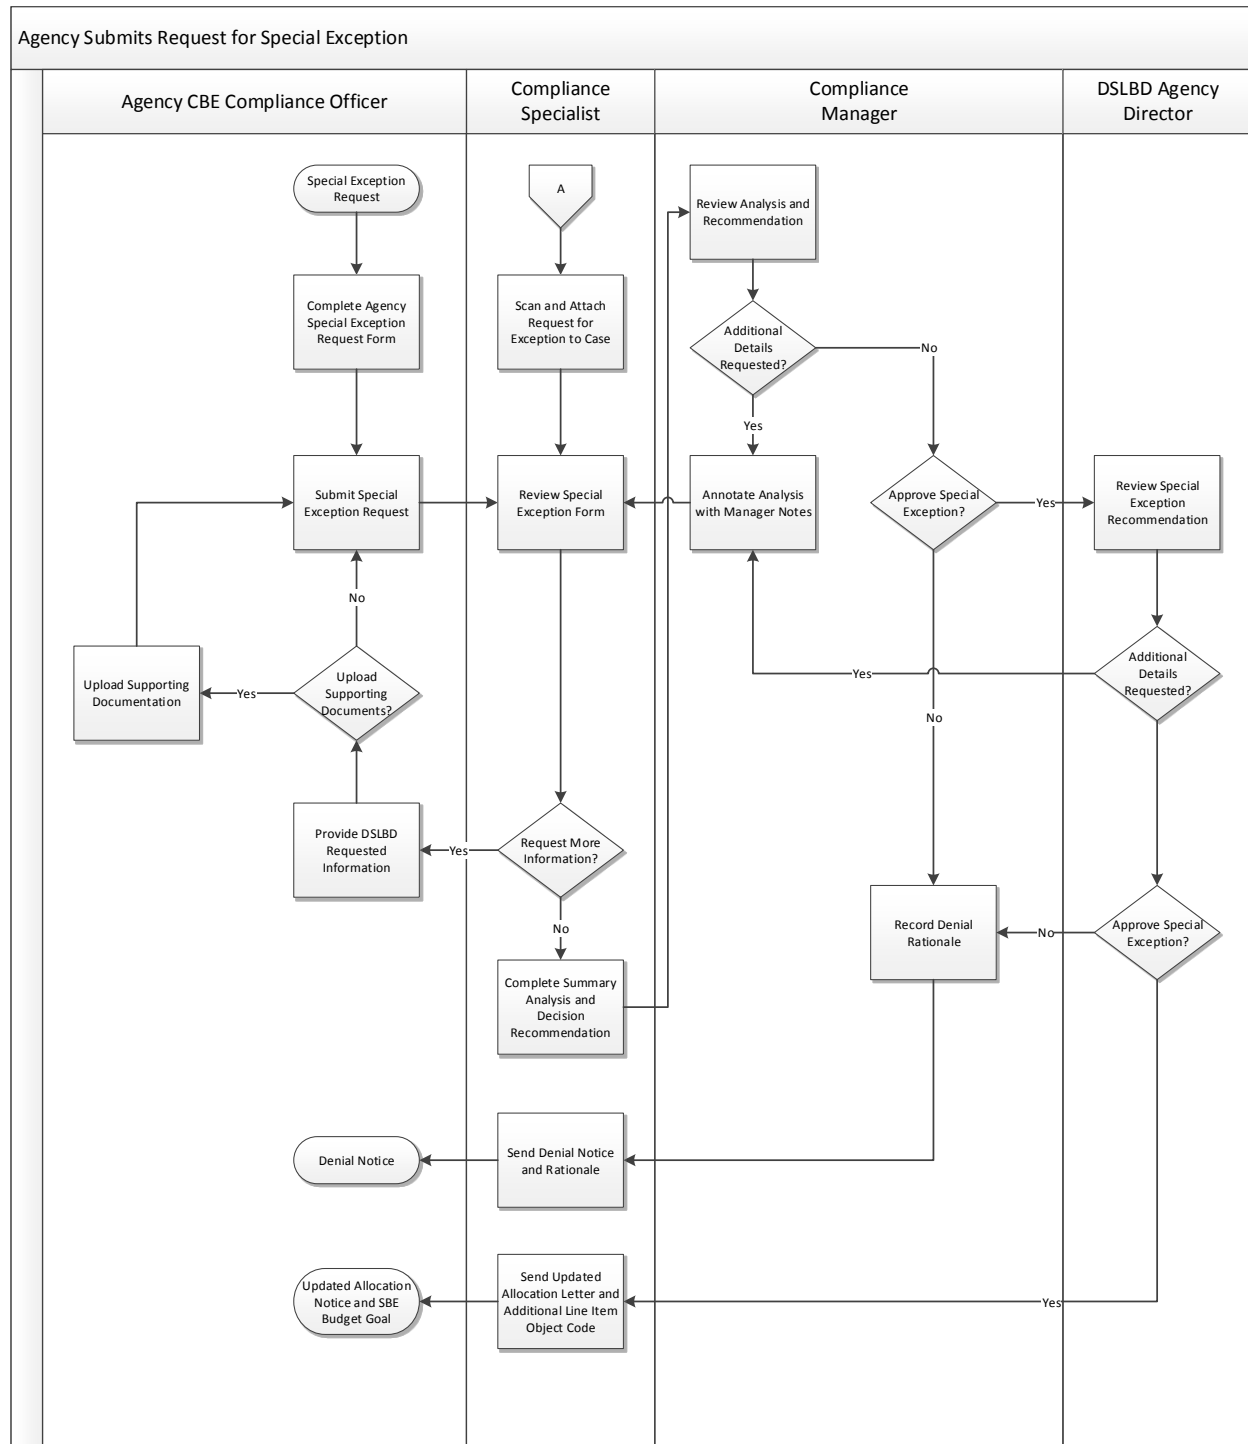 Agency Submits Request for Special Exception
Agency CBE Compliance Officer
Compliance
Specialist
Compliance
Manager
DSLBD Agency
Director
Special Exception
Request
A
Review Analysis and
Recommendation
Complete Agency
Special Exception
Request Form
Scan and Attach
Request for
Exception to Case
Additional
Details
Requested?
No
Yes
Submit Special
Exception Request
Review Special
Exception Form
Annotate Analysis
with Manager Notes
Approve Special
Exception?
Yes
Review Special
Exception
Recommendation
No
Upload Supporting
Documentation
Yes
Upload
Supporting
Documents?
Yes
Additional
Details
Requested?
No
Provide DSLBD
Requested
Information
Yes
Request More
Information?
No
Record Denial
Rationale
No
Approve Special
Exception?
Complete Summary
Analysis and
Decision
Recommendation
Denial Notice
Send Denial Notice
and Rationale
Updated Allocation
Notice and SBE
Budget Goal
Send Updated
Allocation Letter and
Additional Line Item
Object Code
Yes